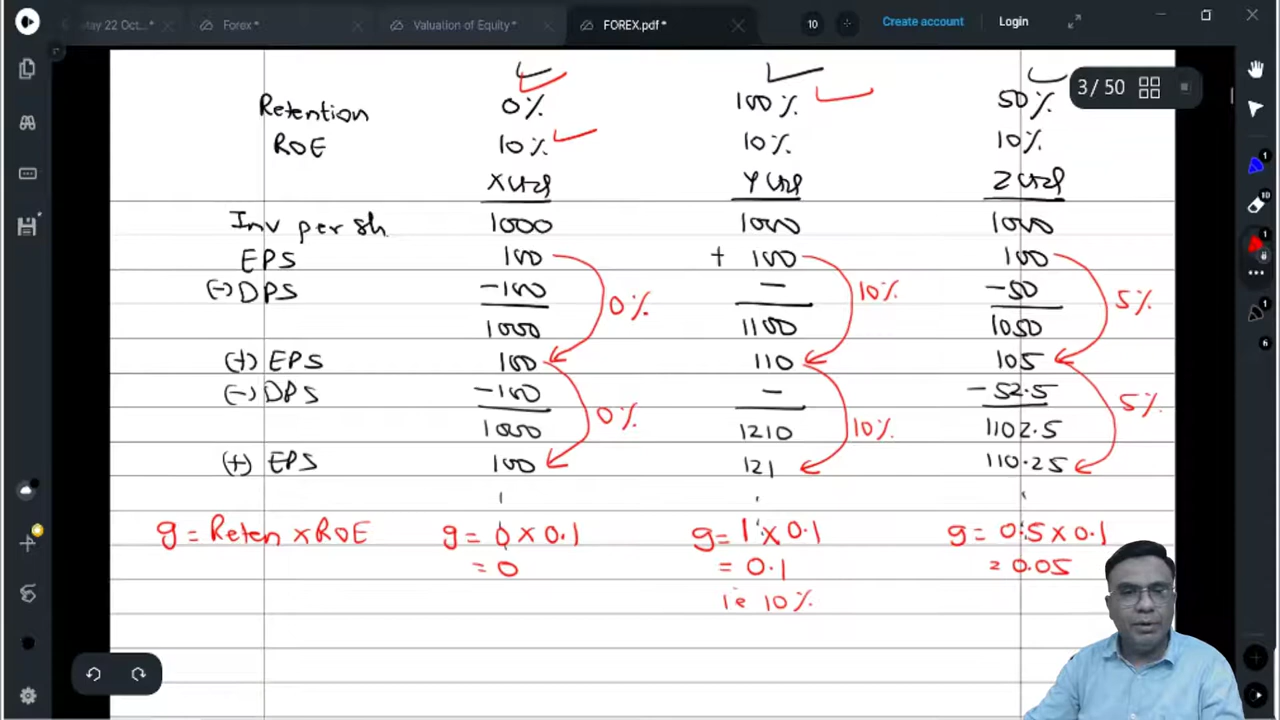 May 22 Oct...*
Forex*
Valuation of Equity*
FOREX.pdf*
10
Create account
Login
3 / 50
Retention 0% 100% 50%
ROE 10% 10% 10%
X Ltd Y Ltd Z Ltd
Inv per sh. 1000 1000 1000
EPS 100 + 100 100
(-) DPS -100 - -50
0% 10% 5%
1000 1100 1050
(+) EPS 100 110 105
(-) DPS -100 - -52.5
0% 10% 5%
1000 1210 1102.5
(+) EPS 100 121 110.25
g = Reten x ROE g = 0 x 0.1 g = 1 x 0.1 g = 0.5 x 0.1
= 0 = 0.1 = 0.05
ie 10%